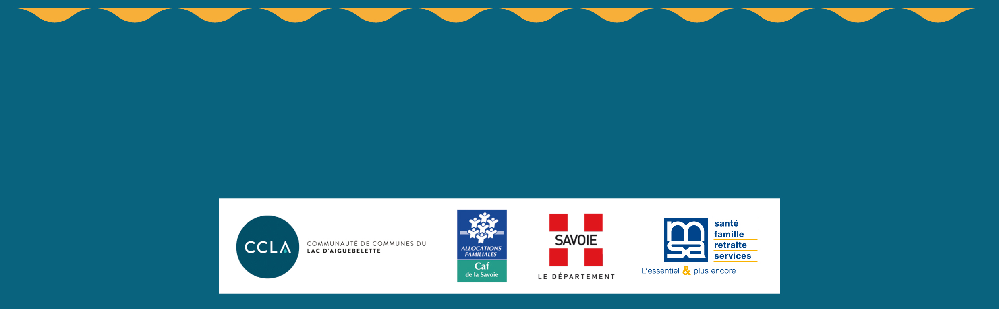 CCLA
COMMUNAUTÉ DE COMMUNES DU
LAC D'AIGUEBELETTE
ALLOCATIONS
FAMILIALES
Caf
de la Savoie
SAVOIE
LE DÉPARTEMENT
msa
santé
famille
retraite
services
L'essentiel & plus encore